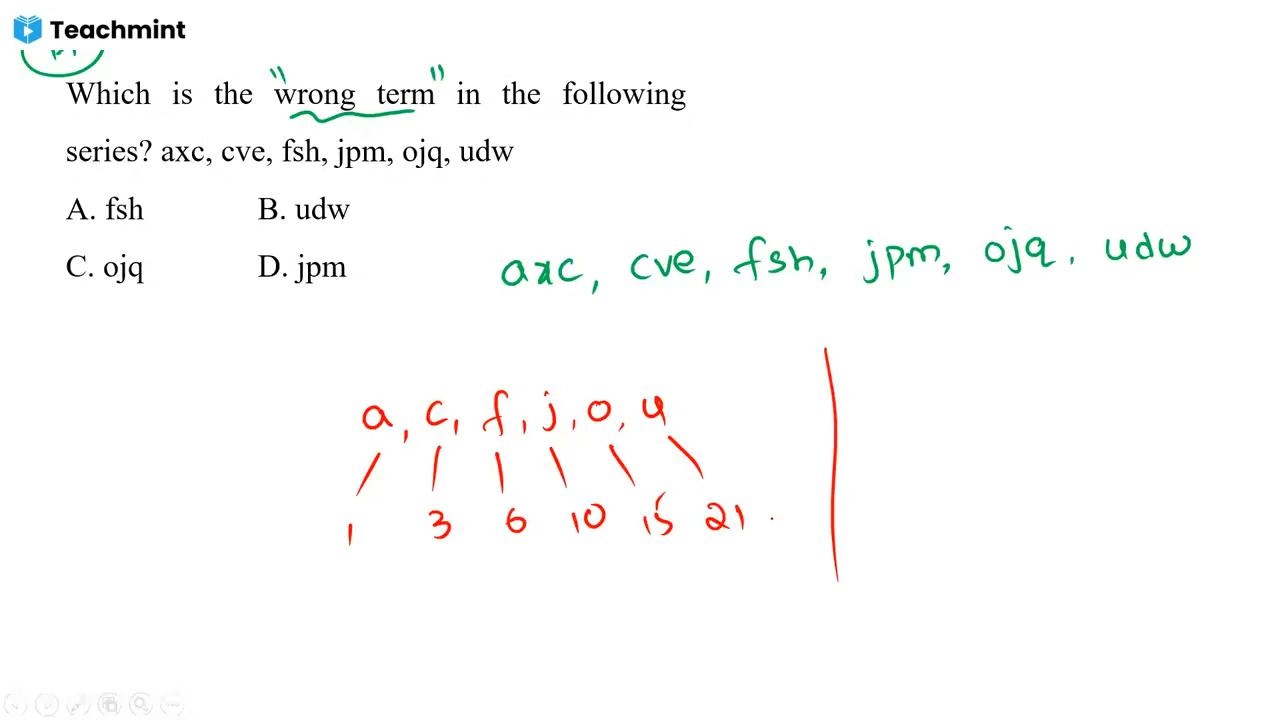 Teachmint
Which is the "wrong term" in the following
series? axc, cve, fsh, jpm, ojq, udw
A. fsh B. udw
C. ojq D. jpm
axc, cve, fsh, jpm, ojq, udw
a, c, f, j, o, u
1 3 6 10 15 21